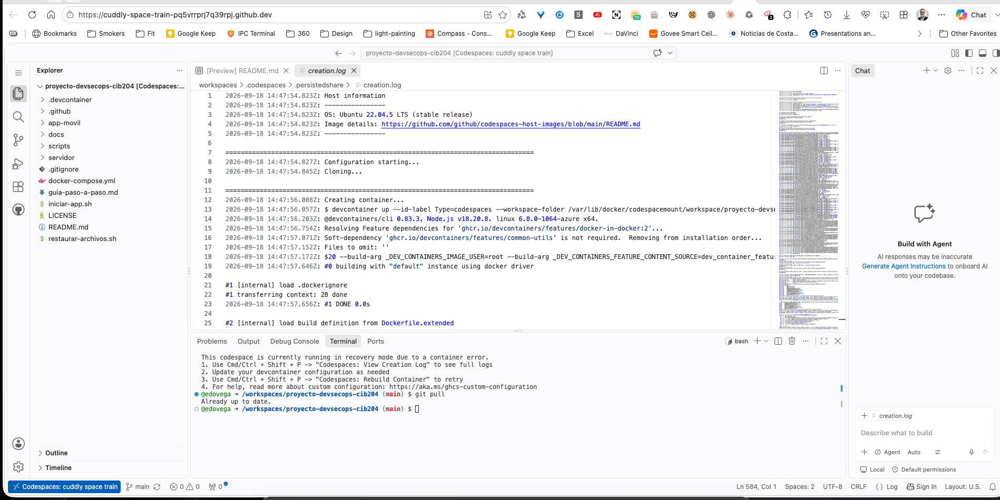 https://cuddly-space-train-pq5vrrprj7q39rpj.github.dev
S
70
2
Chat
Bookmarks
Smokers
Fit
Google Keep
IPC Terminal
360
Design
light-painting
Compass - Cons...
Google Keep
Excel
DaVinci
Govee Smart Ceil...
Noticias de Costa...
Presentations an...
Other Favorites
proyecto-devsecops-cib204 [Codespaces: cuddly space train]
Explorer
proyecto-devsecops-cib204 [Codespaces:...
.devcontainer
.github
app-movil
docs
scripts
servidor
.gitignore
docker-compose.yml
guia-paso-a-paso.md
iniciar-app.sh
LICENSE
README.md
restaurar-archivos.sh
Outline
Timeline
[Preview] README.md
creation.log
workspaces > .codespaces > .persistedshare > creation.log
1 2026-09-18 14:47:54.823Z: Host information
2 2026-09-18 14:47:54.823Z: ----------------
3 2026-09-18 14:47:54.823Z: OS: Ubuntu 22.04.5 LTS (stable release)
4 2026-09-18 14:47:54.823Z: Image details: https://github.com/github/codespaces-host-images/blob/main/README.md
5 2026-09-18 14:47:54.823Z: ----------------
6
7 =================================================================================
8 2026-09-18 14:47:54.827Z: Configuration starting...
9 2026-09-18 14:47:54.845Z: Cloning...
10
11 =================================================================================
12 2026-09-18 14:47:56.008Z: Creating container...
13 2026-09-18 14:47:56.057Z: $ devcontainer up --id-label Type=codespaces --workspace-folder /var/lib/docker/codespacemount/workspace/proyecto-devse
14 2026-09-18 14:47:56.203Z: @devcontainers/cli 0.83.3. Node.js v18.20.8. linux 6.8.0-1064-azure x64.
15 2026-09-18 14:47:56.754Z: Resolving Feature dependencies for 'ghcr.io/devcontainers/features/docker-in-docker:2'...
16 2026-09-18 14:47:57.071Z: Soft-dependency 'ghcr.io/devcontainers/features/common-utils' is not required.  Removing from installation order...
17 2026-09-18 14:47:57.152Z: Files to omit: ''
18 2026-09-18 14:47:57.172Z: $20 --build-arg _DEV_CONTAINERS_IMAGE_USER=root --build-arg _DEV_CONTAINERS_FEATURE_CONTENT_SOURCE=dev_container_featu
19 2026-09-18 14:47:57.646Z: #0 building with "default" instance using docker driver
20
21 #1 [internal] load .dockerignore
22 #1 transferring context: 2B done
23 2026-09-18 14:47:57.656Z: #1 DONE 0.0s
24
25 #2 [internal] load build definition from Dockerfile.extended
Problems
Output
Debug Console
Terminal
Ports
bash
This codespace is currently running in recovery mode due to a container error.
1. Use Cmd/Ctrl + Shift + P -> "Codespaces: View Creation Log" to see full logs
2. Update your devcontainer configuration as needed
3. Use Cmd/Ctrl + Shift + P -> "Codespaces: Rebuild Container" to retry
4. For help, read more about custom configuration: https://aka.ms/ghcs-custom-configuration
@edovega ➜ /workspaces/proyecto-devsecops-cib204 (main) $ git pull
Already up to date.
@edovega ➜ /workspaces/proyecto-devsecops-cib204 (main) $
Chat
Build with Agent
AI responses may be inaccurate
Generate Agent Instructions to onboard AI
onto your codebase.
creation.log
Describe what to build
Agent
Auto
Local
Default permissions
Codespaces: cuddly space train
main
0
0
0
Ln 584, Col 1
Spaces: 2
UTF-8
CRLF
{ } Log
Sign In
Layout: U.S.